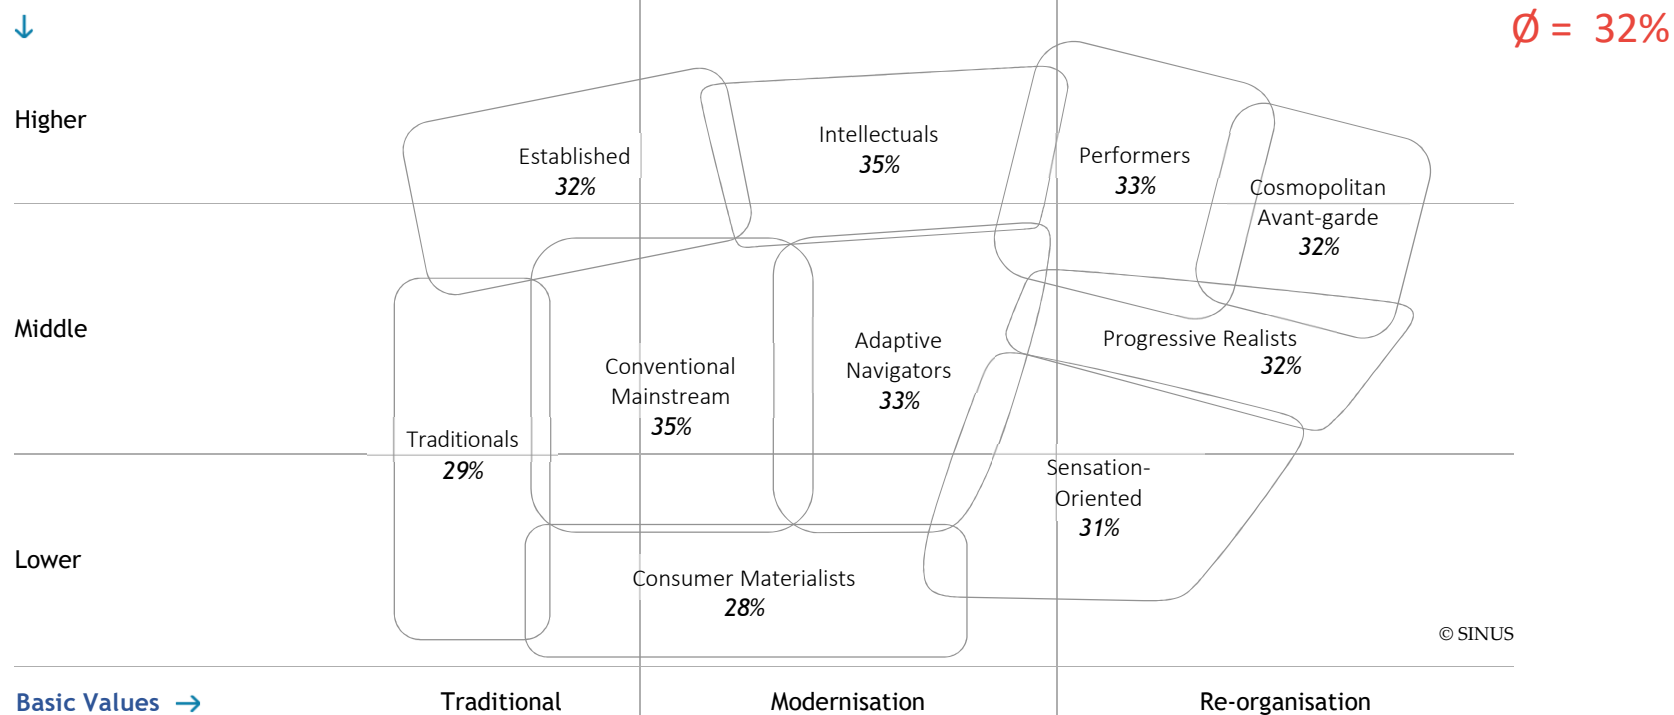 ↓
Ø = 32%
Higher
Established
32%
Intellectuals
35%
Performers
33%
Cosmopolitan
Avant-garde
32%
Middle
Traditionals
29%
Conventional
Mainstream
35%
Adaptive
Navigators
33%
Progressive Realists
32%
Sensation-
Oriented
31%
Lower
Consumer Materialists
28%
© SINUS
Basic Values →
Traditional
Modernisation
Re-organisation